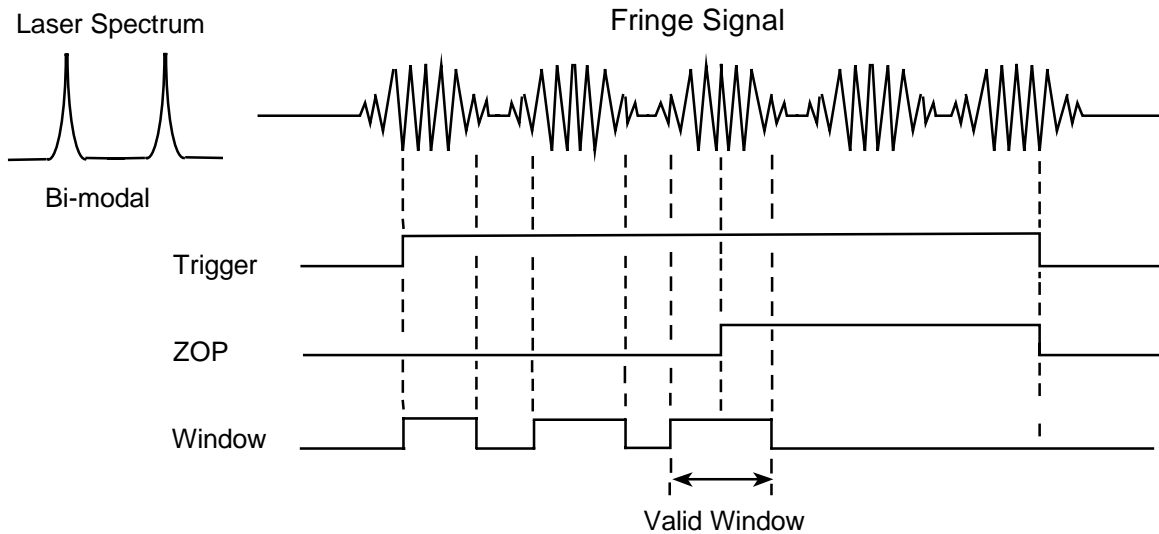 Laser Spectrum
Fringe Signal
Bi-modal
Trigger
ZOP
Window
Valid Window